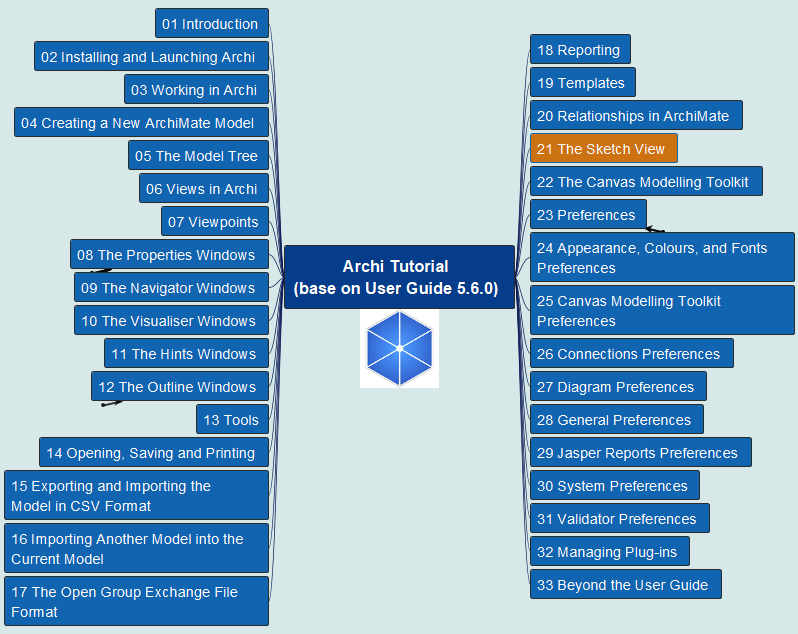 01 Introduction
02 Installing and Launching Archi
03 Working in Archi
04 Creating a New ArchiMate Model
05 The Model Tree
06 Views in Archi
07 Viewpoints
08 The Properties Windows
09 The Navigator Windows
10 The Visualiser Windows
11 The Hints Windows
12 The Outline Windows
13 Tools
14 Opening, Saving and Printing
15 Exporting and Importing the
Model in CSV Format
16 Importing Another Model into the
Current Model
17 The Open Group Exchange File
Format
Archi Tutorial
(base on User Guide 5.6.0)
18 Reporting
19 Templates
20 Relationships in ArchiMate
21 The Sketch View
22 The Canvas Modelling Toolkit
23 Preferences
24 Appearance, Colours, and Fonts
Preferences
25 Canvas Modelling Toolkit
Preferences
26 Connections Preferences
27 Diagram Preferences
28 General Preferences
29 Jasper Reports Preferences
30 System Preferences
31 Validator Preferences
32 Managing Plug-ins
33 Beyond the User Guide